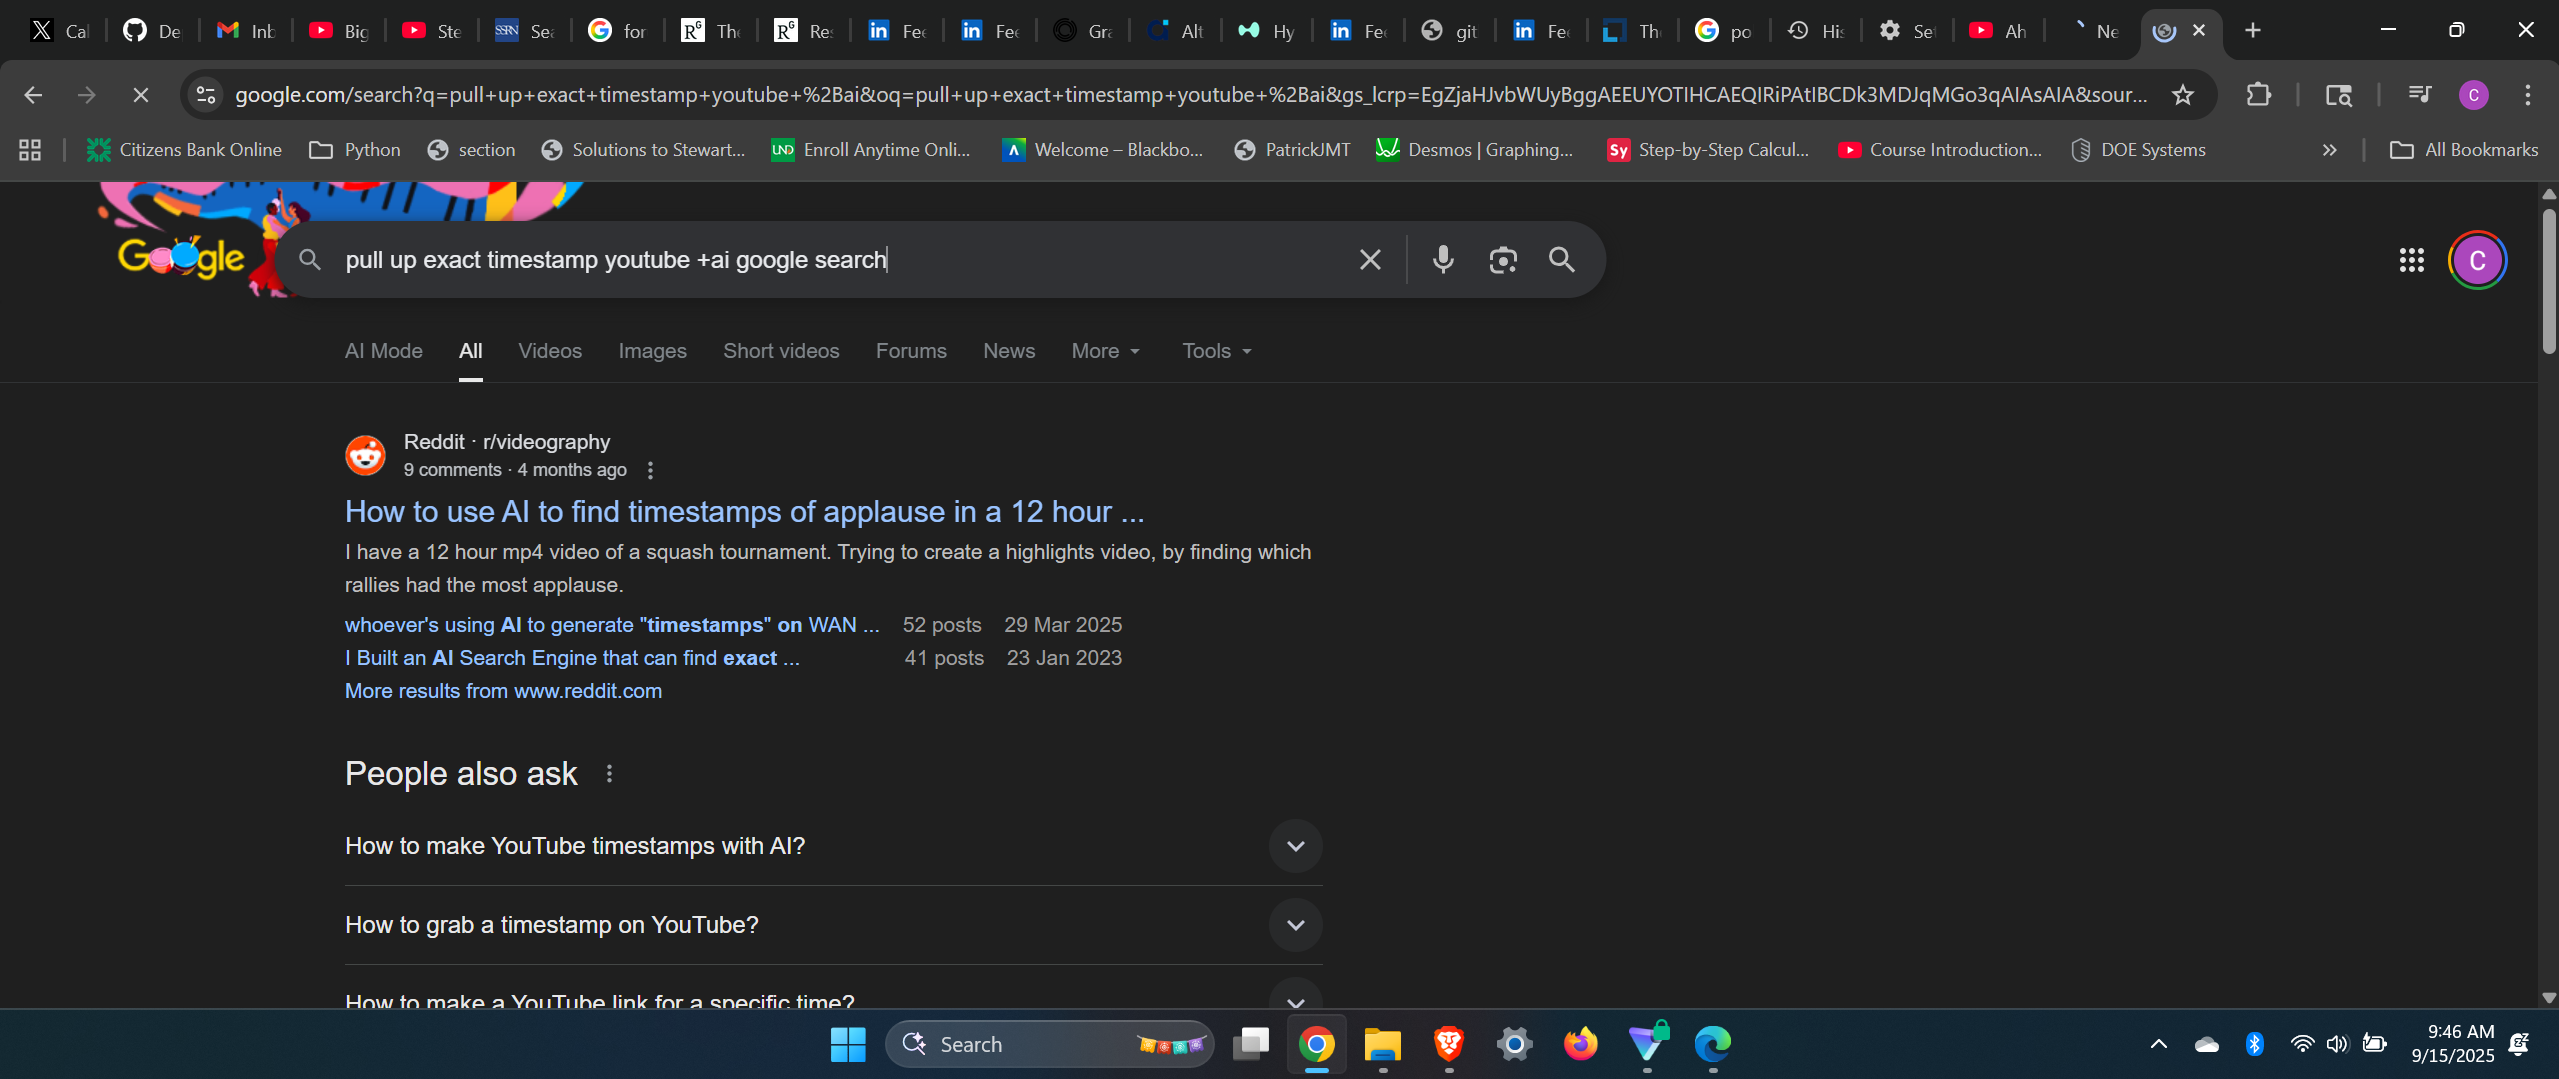 Cal
De
Inb
Big
Ste
SSRN
Sea
for
RG
The
RG
Res
Fee
Fee
Gra
Alt
Hy
Fee
git
Fee
The
po
His
Set
Ah
Ne
google.com/search?q=pull+up+exact+timestamp+youtube+%2Bai&oq=pull+up+exact+timestamp+youtube+%2Bai&gs_lcrp=EgZjaHJvbWUyBggAEEUYOTIHCAEQIRiPAtIBCDk3MDJqMGo3qAIAsAIA&sour...
C
Citizens Bank Online
Python
section
Solutions to Stewart...
UND
Enroll Anytime Onli...
Welcome – Blackbo...
PatrickJMT
Desmos | Graphing...
Sy
Step-by-Step Calcul...
Course Introduction...
DOE Systems
All Bookmarks
Google
pull up exact timestamp youtube +ai google search
C
AI Mode
All
Videos
Images
Short videos
Forums
News
More
Tools
Reddit · r/videography
9 comments · 4 months ago
How to use AI to find timestamps of applause in a 12 hour ...
I have a 12 hour mp4 video of a squash tournament. Trying to create a highlights video, by finding which
rallies had the most applause.
whoever's using AI to generate "timestamps" on WAN ... 52 posts 29 Mar 2025
I Built an AI Search Engine that can find exact ... 41 posts 23 Jan 2023
More results from www.reddit.com
People also ask
How to make YouTube timestamps with AI?
How to grab a timestamp on YouTube?
How to make a YouTube link for a specific time?
Search
9:46 AM
9/15/2025